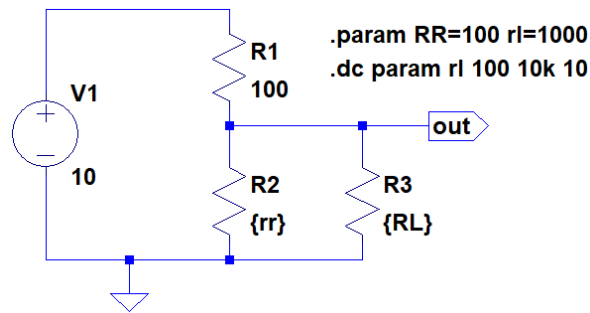 .param RR=100 rl=1000
.dc param rl 100 10k 10
R1
100
V1
+
−
10
out
R2
{rr}
R3
{RL}